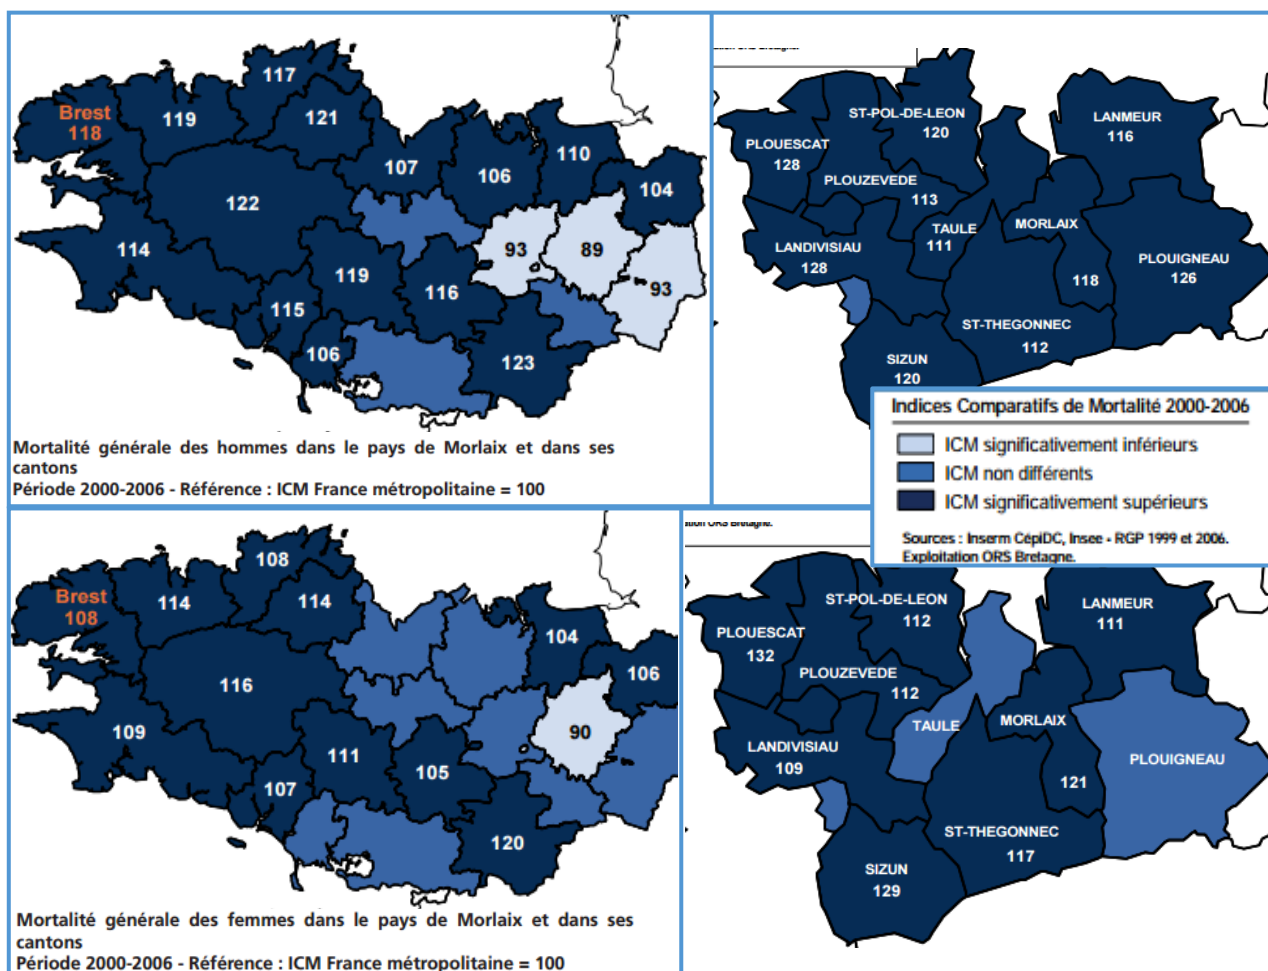 117
Brest
118
119
121
107
106
110
104
122
93
89
93
114
119
116
115
106
123
Mortalité générale des hommes dans le pays de Morlaix et dans ses
cantons
Période 2000-2006 - Référence : ICM France métropolitaine = 100
ST-POL-DE-LEON
120
LANMEUR
116
PLOUESCAT
128
PLOUZEVEDE
113
TAULE
111
MORLAIX
118
LANDIVISIAU
128
PLOUIGNEAU
126
ST-THEGONNEC
112
SIZUN
120
Indices Comparatifs de Mortalité 2000-2006
ICM significativement inférieurs
ICM non différents
ICM significativement supérieurs
Sources : Inserm CépiDC, Insee - RGP 1999 et 2006.
Exploitation ORS Bretagne.
108
Brest
108
114
114
104
106
116
90
109
111
105
107
120
Mortalité générale des femmes dans le pays de Morlaix et dans ses
cantons
Période 2000-2006 - Référence : ICM France métropolitaine = 100
ation ORS Bretagne.
ST-POL-DE-LEON
112
LANMEUR
111
PLOUESCAT
132
PLOUZEVEDE
112
TAULE
MORLAIX
121
LANDIVISIAU
109
PLOUIGNEAU
ST-THEGONNEC
117
SIZUN
129